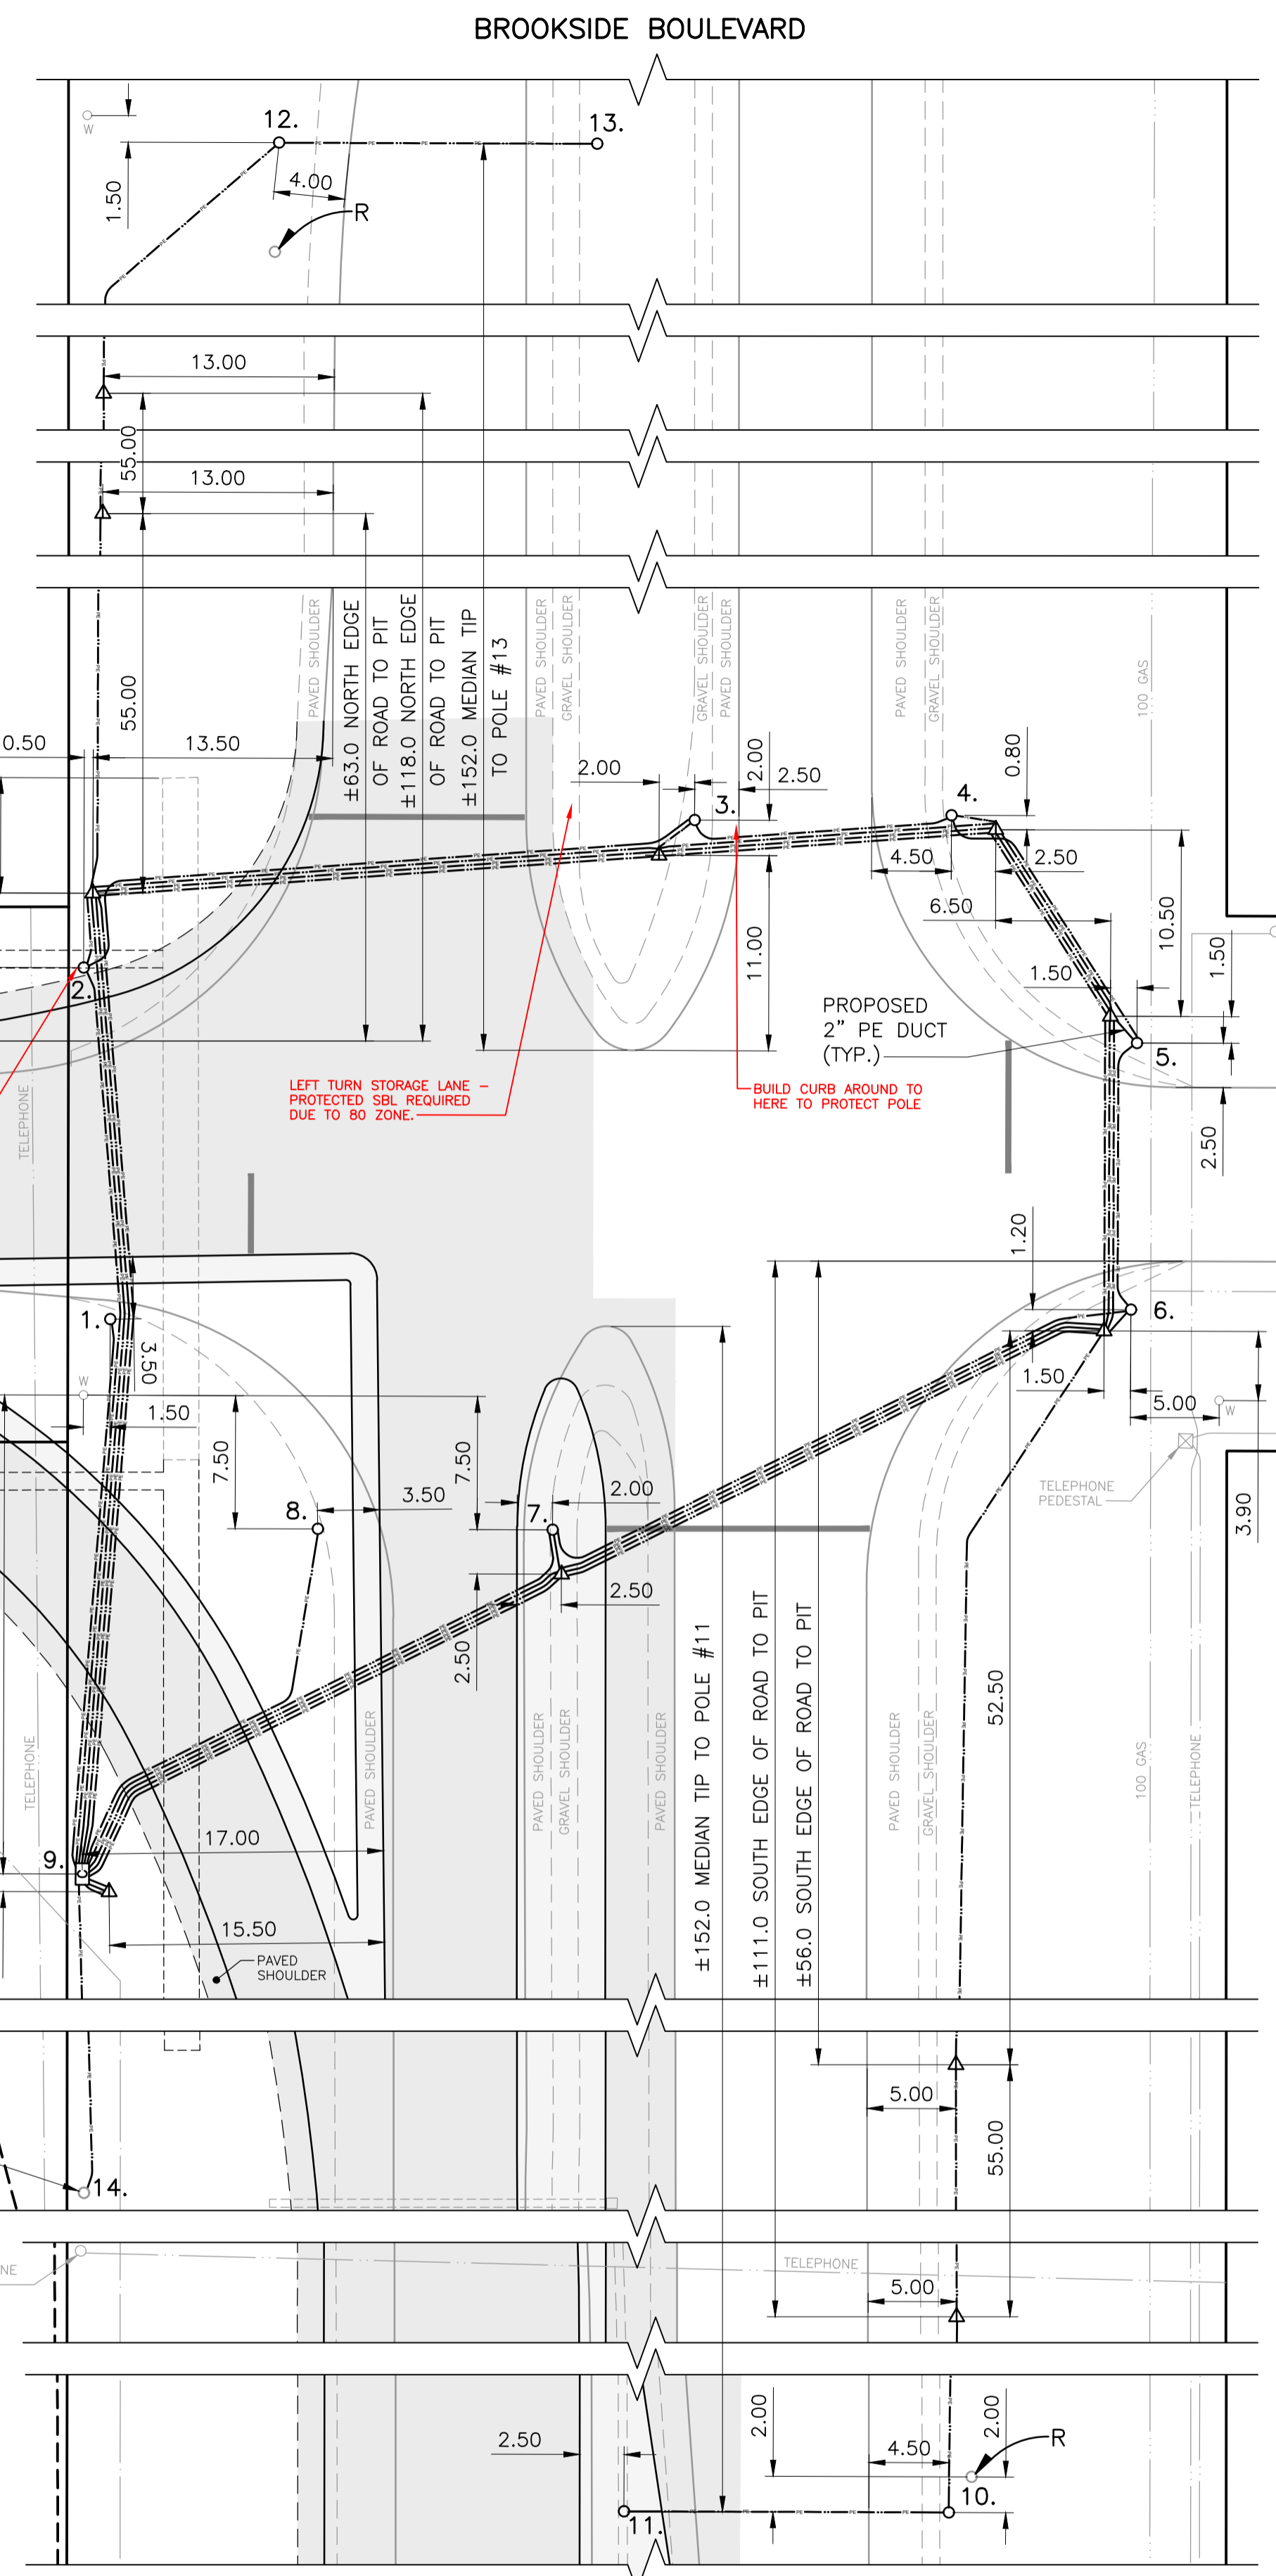 BROOKSIDE BOULEVARD
12.
13.
W
1.50
4.00
R
13.00
55.00
13.00
55.00
PAVED SHOULDER
±63.0 NORTH EDGE
OF ROAD TO PIT
±118.0 NORTH EDGE
OF ROAD TO PIT
±152.0 MEDIAN TIP
TO POLE #13
PAVED SHOULDER
GRAVEL SHOULDER
GRAVEL SHOULDER
PAVED SHOULDER
PAVED SHOULDER
GRAVEL SHOULDER
100 GAS
0.50
13.50
2.00
2.00
2.50
3.
4.
0.80
4.50
2.50
6.50
10.50
1.50
1.50
11.00
2.
PROPOSED
2" PE DUCT
(TYP.)
5.
LEFT TURN STORAGE LANE –
PROTECTED SBL REQUIRED
DUE TO 80 ZONE.
BUILD CURB AROUND TO
HERE TO PROTECT POLE
TELEPHONE
2.50
1.20
1.
3.50
6.
W
1.50
1.50
5.00
W
7.50
7.50
3.50
2.00
8.
7.
TELEPHONE
PEDESTAL
3.90
2.50
2.50
±152.0 MEDIAN TIP TO POLE #11
±111.0 SOUTH EDGE OF ROAD TO PIT
±56.0 SOUTH EDGE OF ROAD TO PIT
52.50
TELEPHONE
PAVED SHOULDER
PAVED SHOULDER
GRAVEL SHOULDER
PAVED SHOULDER
PAVED SHOULDER
GRAVEL SHOULDER
100 GAS
TELEPHONE
9.
17.00
15.50
PAVED
SHOULDER
5.00
55.00
14.
NE
TELEPHONE
5.00
2.50
2.00
4.50
2.00
R
10.
11.